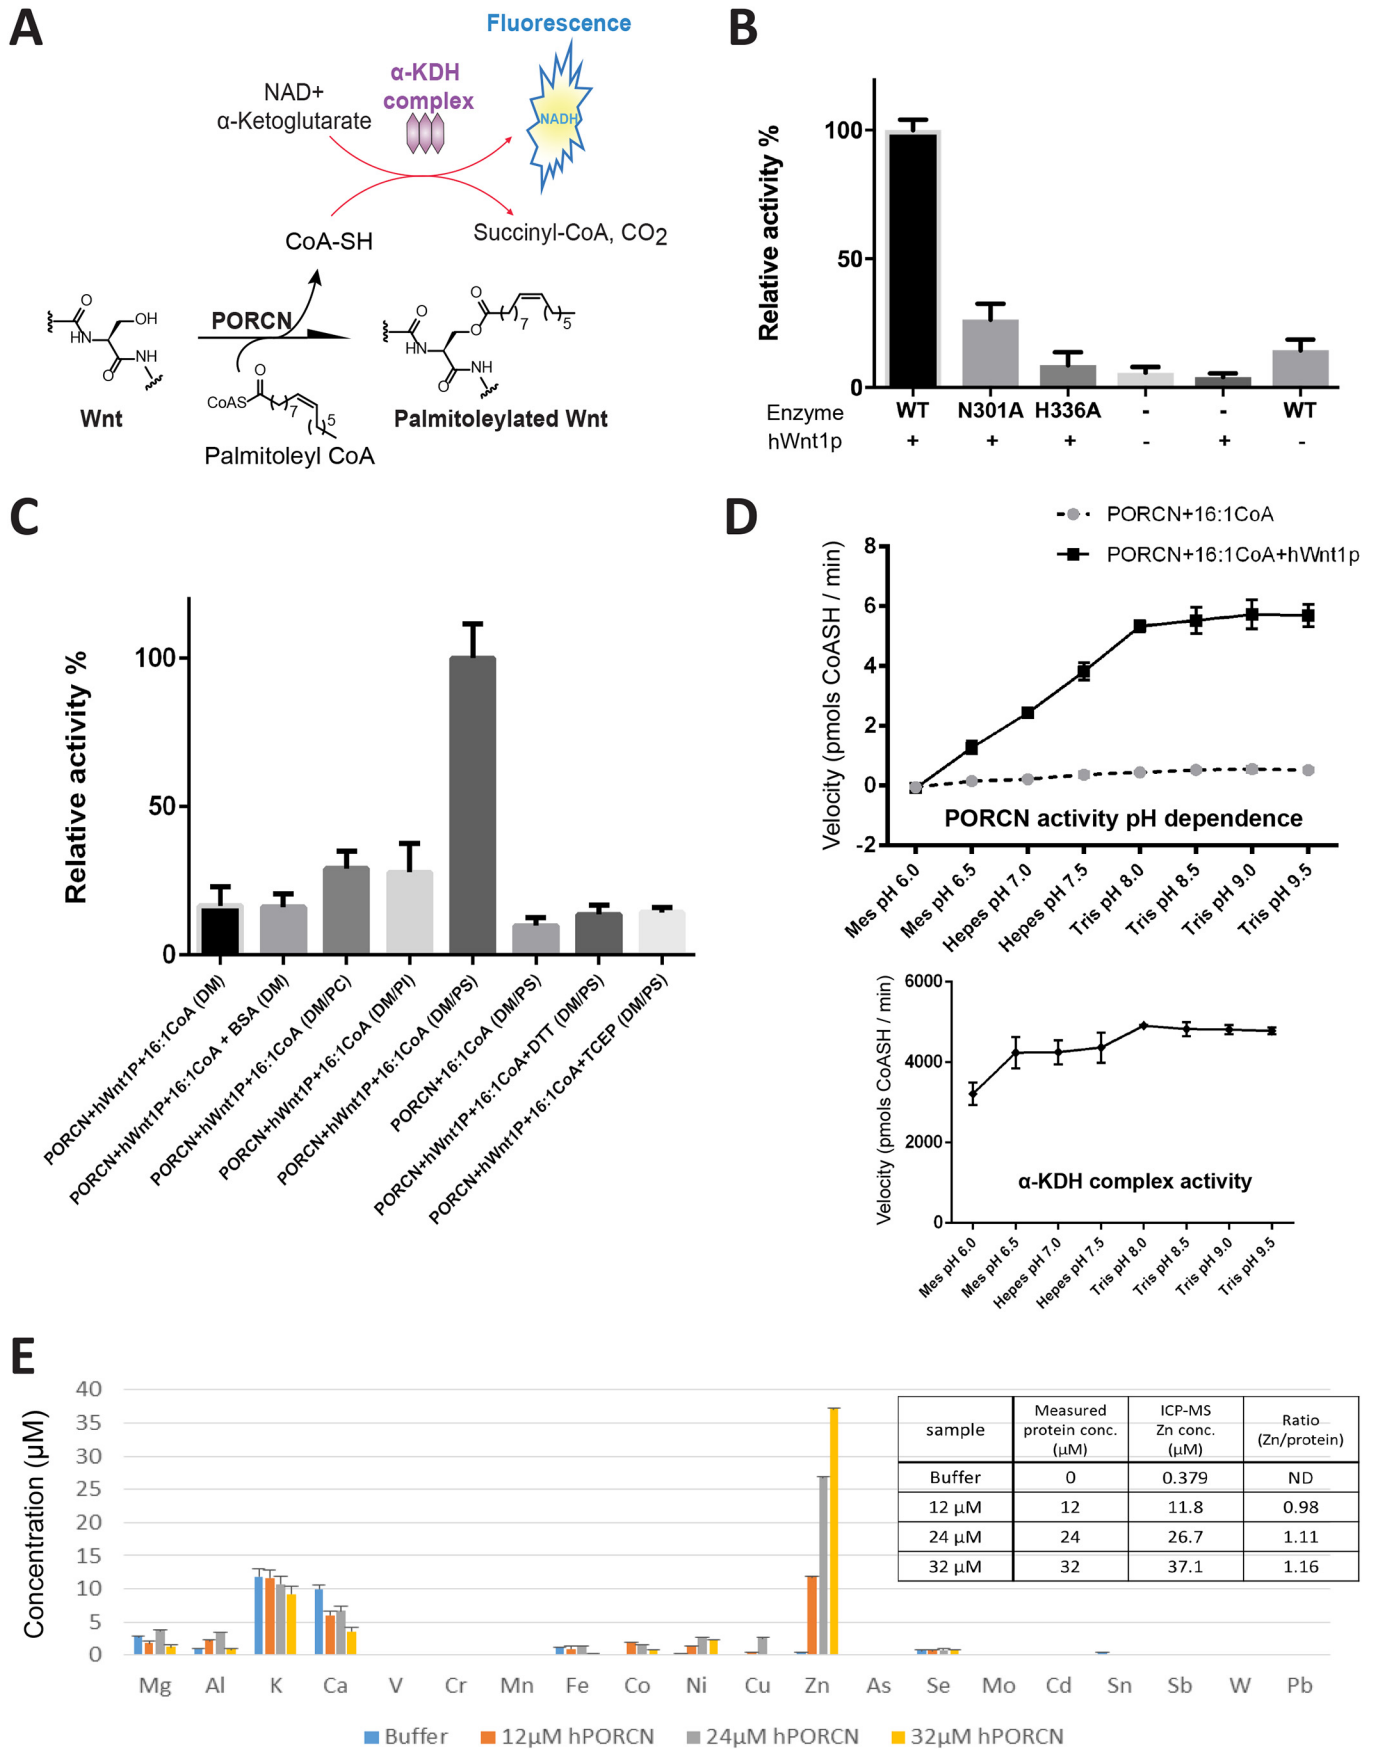 A
Fluorescence
α-KDH
complex
NAD+
α-Ketoglutarate
NADH
CoA-SH
Succinyl-CoA, CO2
O
OH
HN
O
NH
Wnt
PORCN
O
CoAS
7
5
Palmitoleyl CoA
O
7
5
O
O
HN
O
NH
Palmitoleylated Wnt
B
Relative activity %
100
50
0
Enzyme WT N301A H336A - - WT
hWnt1p + + + - + -
C
Relative activity %
100
50
0
PORCN+hWnt1P+16:1CoA (DM)
PORCN+hWnt1P+16:1CoA + BSA (DM)
PORCN+hWnt1P+16:1CoA (DM/PC)
PORCN+hWnt1P+16:1CoA (DM/PI)
PORCN+hWnt1P+16:1CoA (DM/PS)
PORCN+16:1CoA (DM/PS)
PORCN+hWnt1P+16:1CoA+DTT (DM/PS)
PORCN+hWnt1P+16:1CoA+TCEP (DM/PS)
D
PORCN+16:1CoA
PORCN+16:1CoA+hWnt1p
Velocity (pmols CoASH / min)
8
6
4
2
0
-2
PORCN activity pH dependence
Mes pH 6.0
Mes pH 6.5
Hepes pH 7.0
Hepes pH 7.5
Tris pH 8.0
Tris pH 8.5
Tris pH 9.0
Tris pH 9.5
Velocity (pmols CoASH / min)
6000
4000
2000
0
α-KDH complex activity
Mes pH 6.0
Mes pH 6.5
Hepes pH 7.0
Hepes pH 7.5
Tris pH 8.0
Tris pH 8.5
Tris pH 9.0
Tris pH 9.5
E
Concentration (µM)
40
35
30
25
20
15
10
5
0
Mg Al K Ca V Cr Mn Fe Co Ni Cu Zn As Se Mo Cd Sn Sb W Pb
Buffer 12µM hPORCN 24µM hPORCN 32µM hPORCN
sample Measured protein conc. (µM) ICP-MS Zn conc. (µM) Ratio (Zn/protein)
Buffer 0 0.379 ND
12 µM 12 11.8 0.98
24 µM 24 26.7 1.11
32 µM 32 37.1 1.16